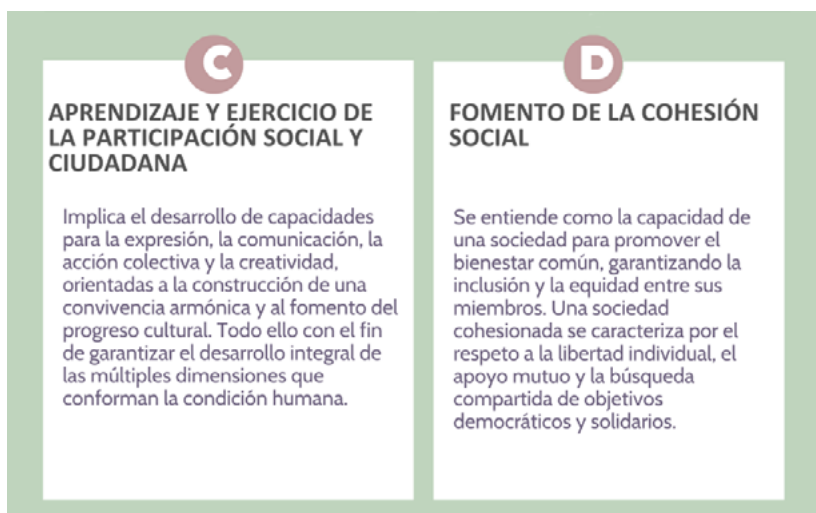 C
APRENDIZAJE Y EJERCICIO DE
LA PARTICIPACIÓN SOCIAL Y
CIUDADANA
Implica el desarrollo de capacidades
para la expresión, la comunicación, la
acción colectiva y la creatividad,
orientadas a la construcción de una
convivencia armónica y al fomento del
progreso cultural. Todo ello con el fin
de garantizar el desarrollo integral de
las múltiples dimensiones que
conforman la condición humana.
D
FOMENTO DE LA COHESIÓN
SOCIAL
Se entiende como la capacidad de
una sociedad para promover el
bienestar común, garantizando la
inclusión y la equidad entre sus
miembros. Una sociedad
cohesionada se caracteriza por el
respeto a la libertad individual, el
apoyo mutuo y la búsqueda
compartida de objetivos
democráticos y solidarios.